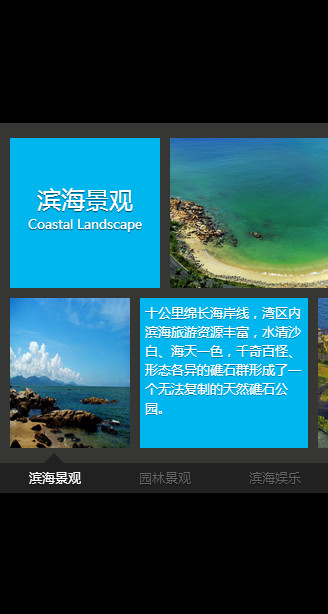 滨海景观
Coastal Landscape
十公里绵长海岸线，湾区内
滨海旅游资源丰富，水清沙
白、海天一色，千奇百怪、
形态各异的礁石群形成了一
个无法复制的天然礁石公
园。
滨海景观
园林景观
滨海娱乐